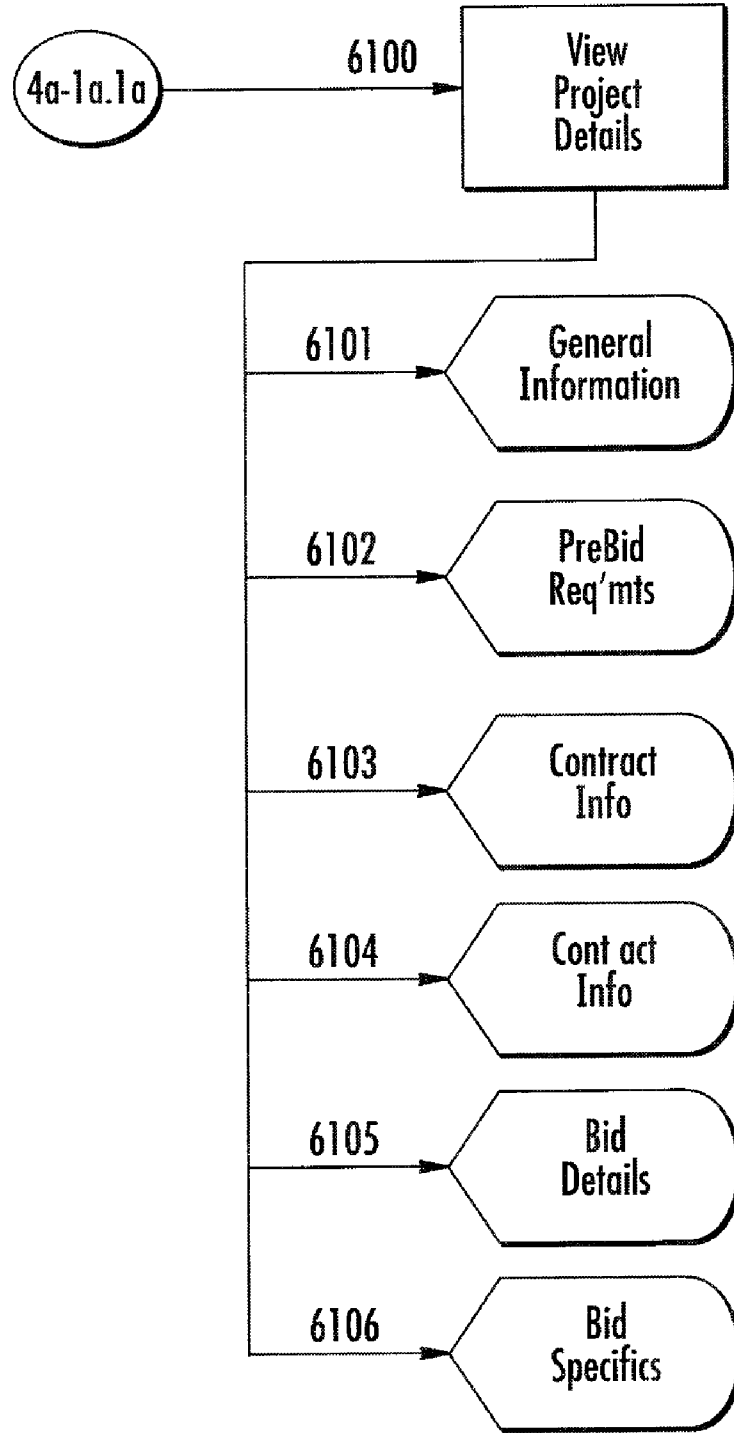 4a-1a.1a
6100
View
Project
Details
6101
General
Information
6102
PreBid
Req'mts
6103
Contract
Info
6104
Cont act
Info
6105
Bid
Details
6106
Bid
Specifics